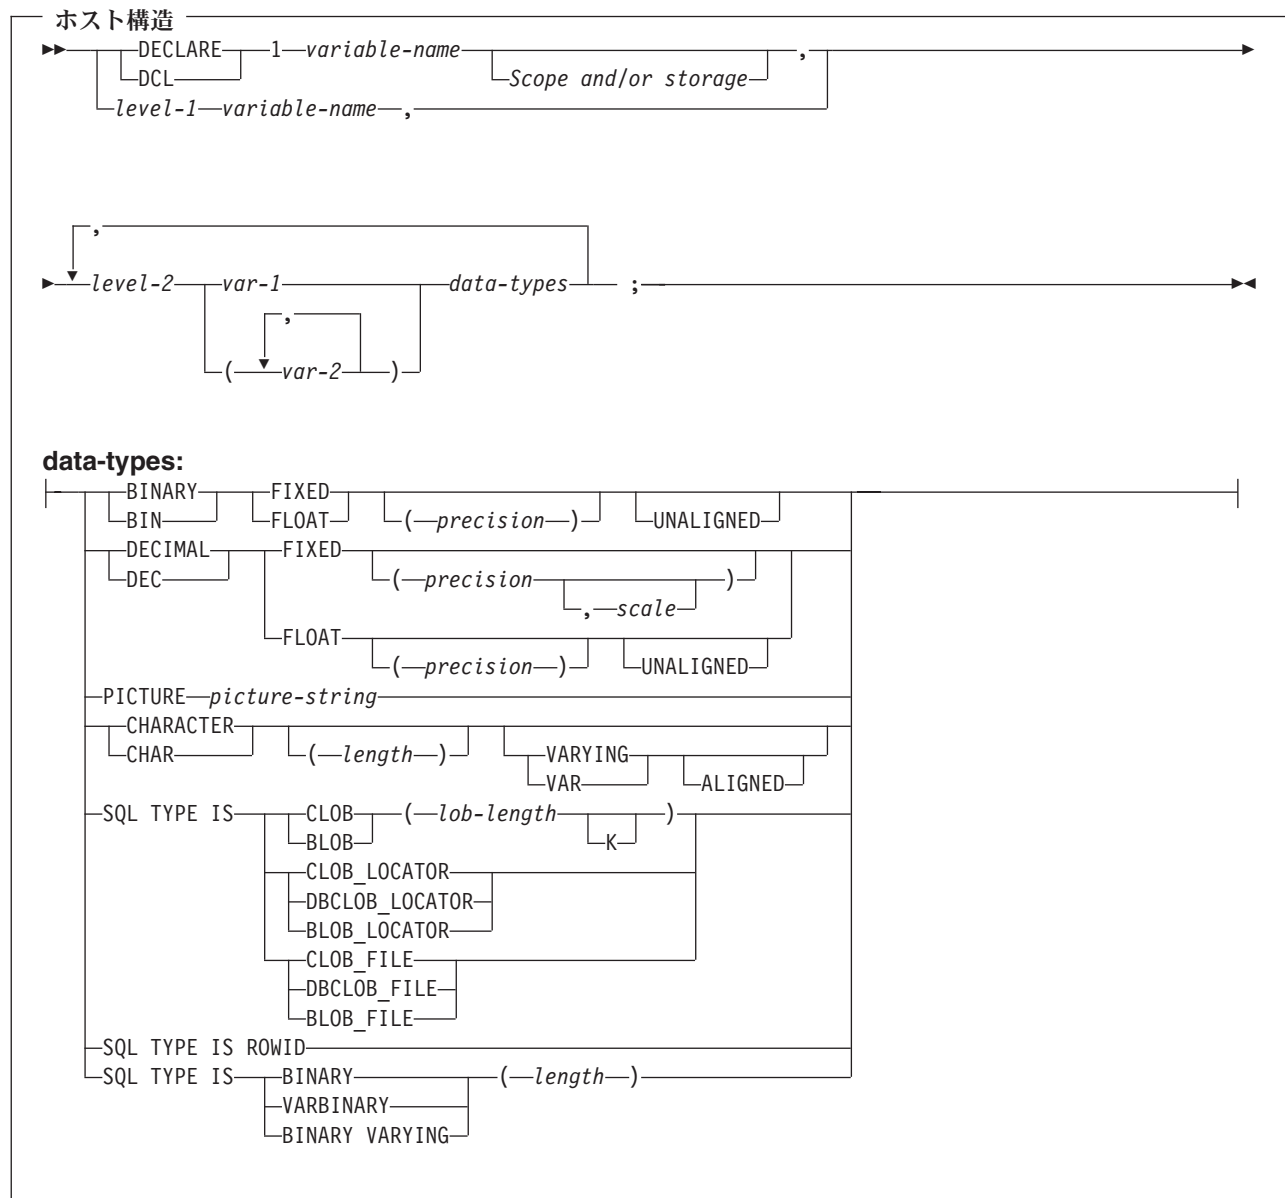 ホスト構造
DECLARE 1 variable-name ,
DCL Scope and/or storage
level-1 variable-name ,
,
level-2 var-1 data-types ;
,
( var-2 )
data-types:
BINARY FIXED
BIN FLOAT ( precision ) UNALIGNED
DECIMAL FIXED
DEC ( precision )
, scale
FLOAT
( precision ) UNALIGNED
PICTURE picture-string
CHARACTER
CHAR ( length ) VARYING
VAR ALIGNED
SQL TYPE IS CLOB ( lob-length )
BLOB K
CLOB_LOCATOR
DBCLOB_LOCATOR
BLOB_LOCATOR
CLOB_FILE
DBCLOB_FILE
BLOB_FILE
SQL TYPE IS ROWID
SQL TYPE IS BINARY ( length )
VARBINARY
BINARY VARYING